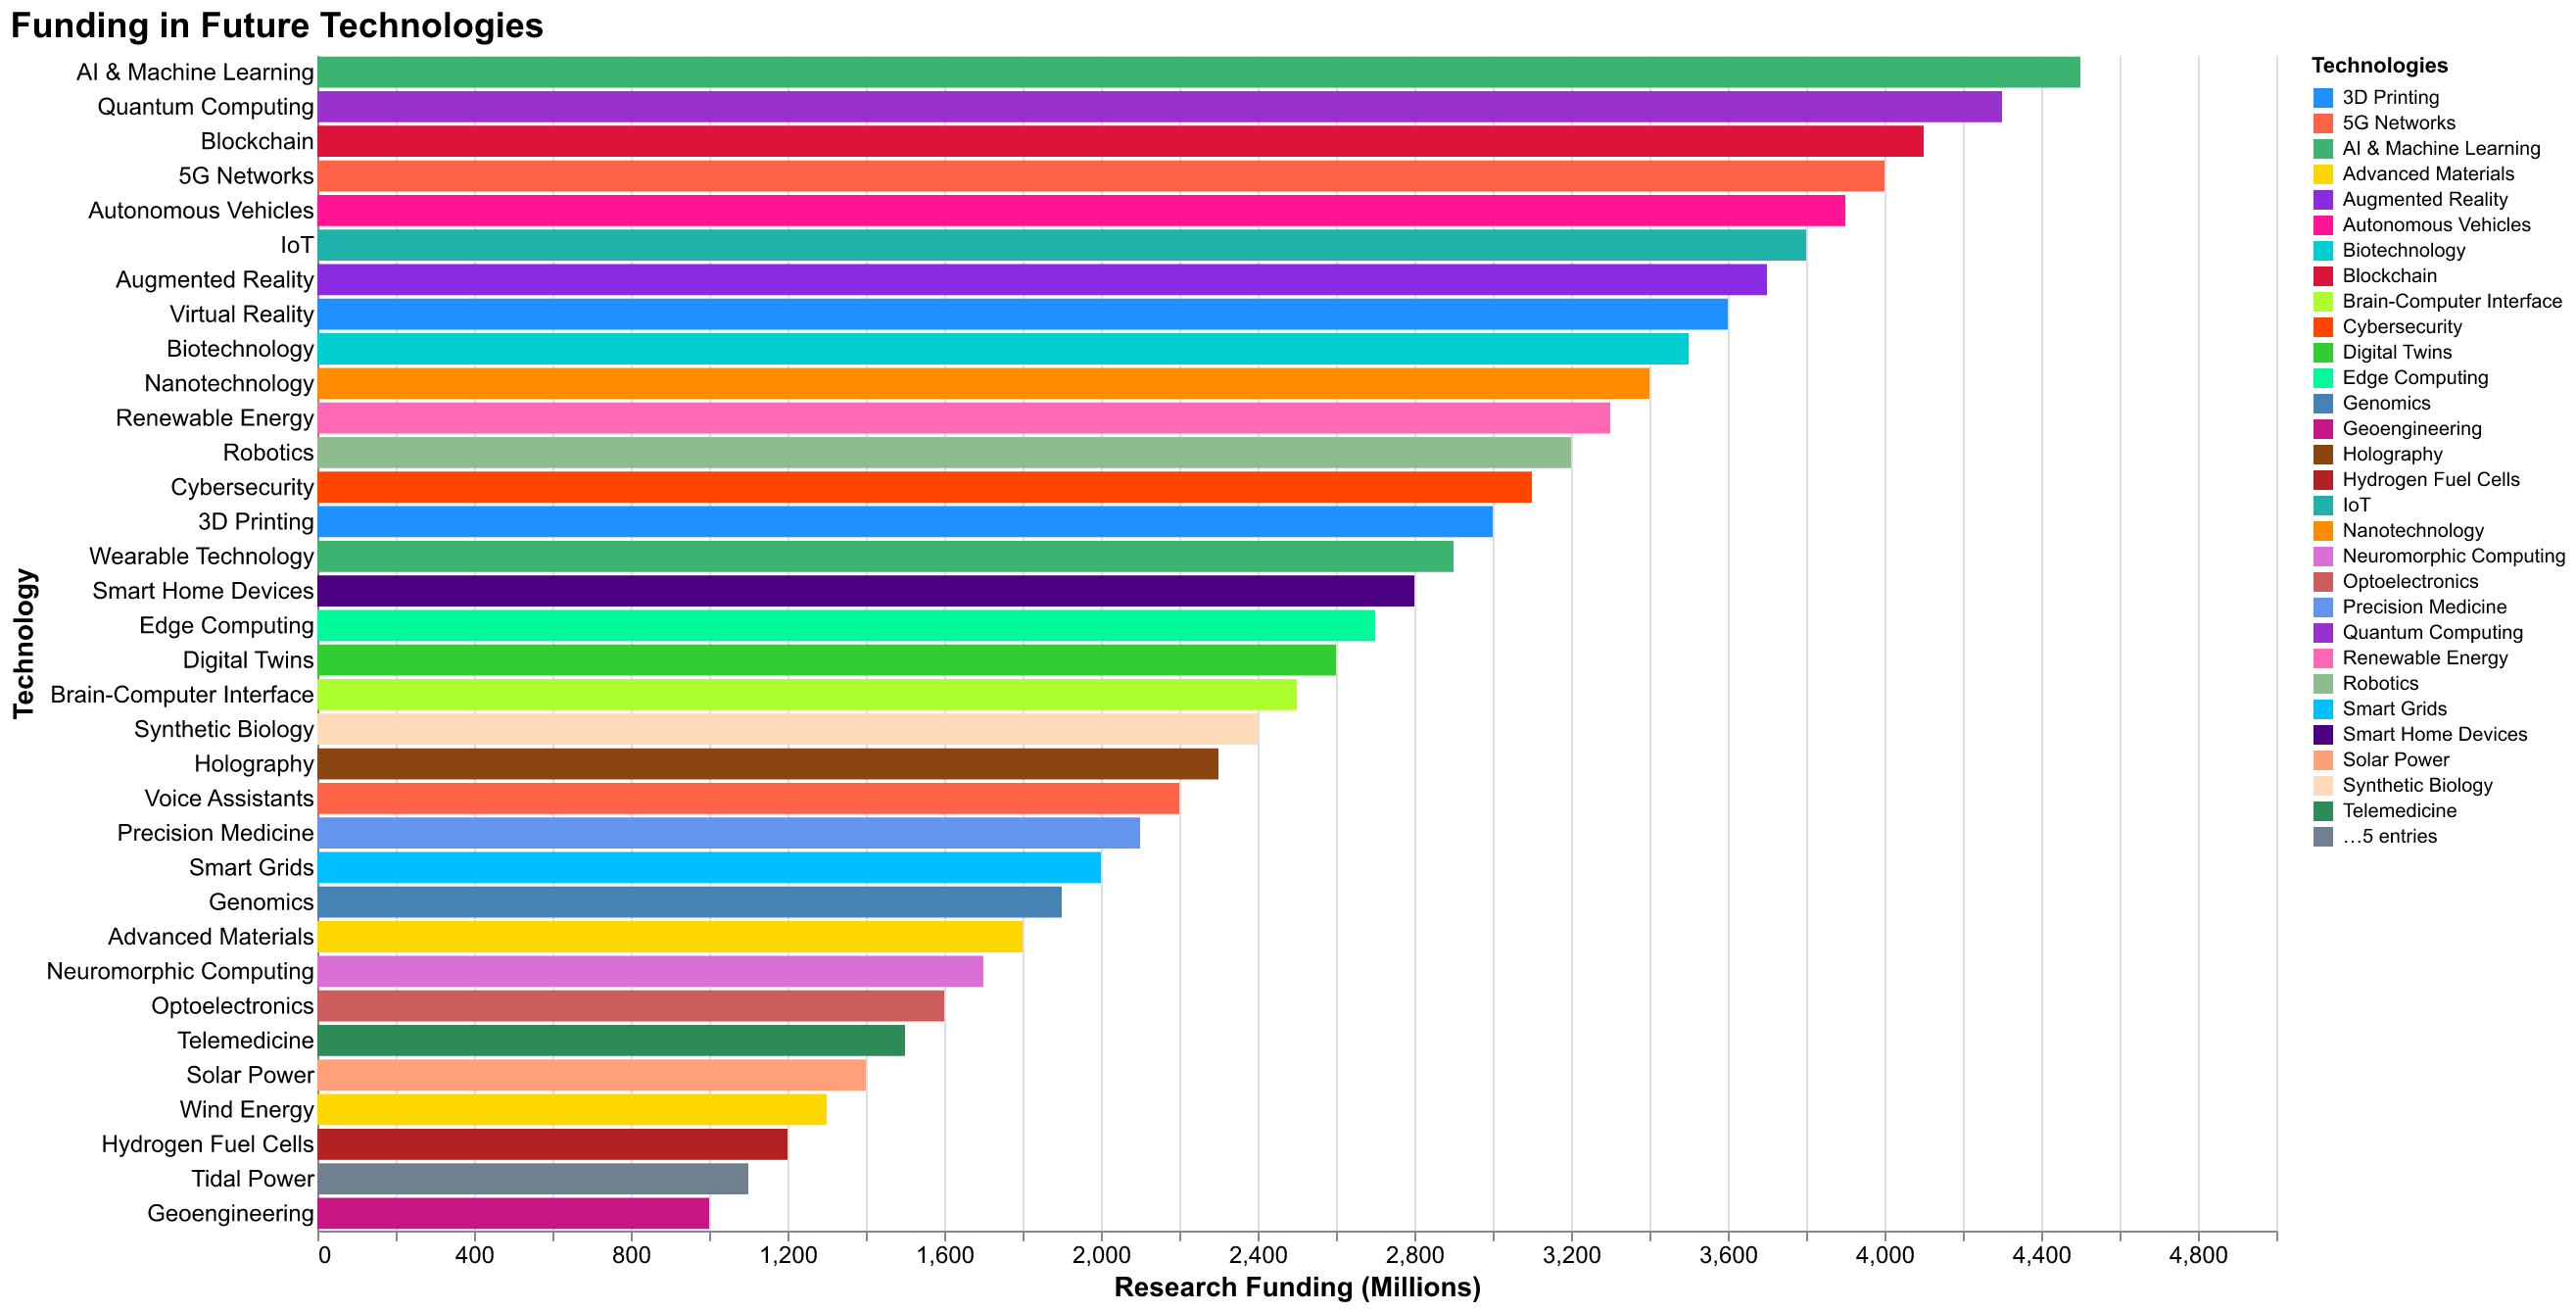 Funding in Future Technologies
AI & Machine Learning
Quantum Computing
Blockchain
5G Networks
Autonomous Vehicles
IoT
Augmented Reality
Virtual Reality
Biotechnology
Nanotechnology
Renewable Energy
Robotics
Cybersecurity
3D Printing
Wearable Technology
Smart Home Devices
Edge Computing
Digital Twins
Brain-Computer Interface
Synthetic Biology
Holography
Voice Assistants
Precision Medicine
Smart Grids
Genomics
Advanced Materials
Neuromorphic Computing
Optoelectronics
Telemedicine
Solar Power
Wind Energy
Hydrogen Fuel Cells
Tidal Power
Geoengineering
Technology
0 400 800 1,200 1,600 2,000 2,400 2,800 3,200 3,600 4,000 4,400 4,800
Research Funding (Millions)
Technologies
3D Printing
5G Networks
AI & Machine Learning
Advanced Materials
Augmented Reality
Autonomous Vehicles
Biotechnology
Blockchain
Brain-Computer Interface
Cybersecurity
Digital Twins
Edge Computing
Genomics
Geoengineering
Holography
Hydrogen Fuel Cells
IoT
Nanotechnology
Neuromorphic Computing
Optoelectronics
Precision Medicine
Quantum Computing
Renewable Energy
Robotics
Smart Grids
Smart Home Devices
Solar Power
Synthetic Biology
Telemedicine
…5 entries